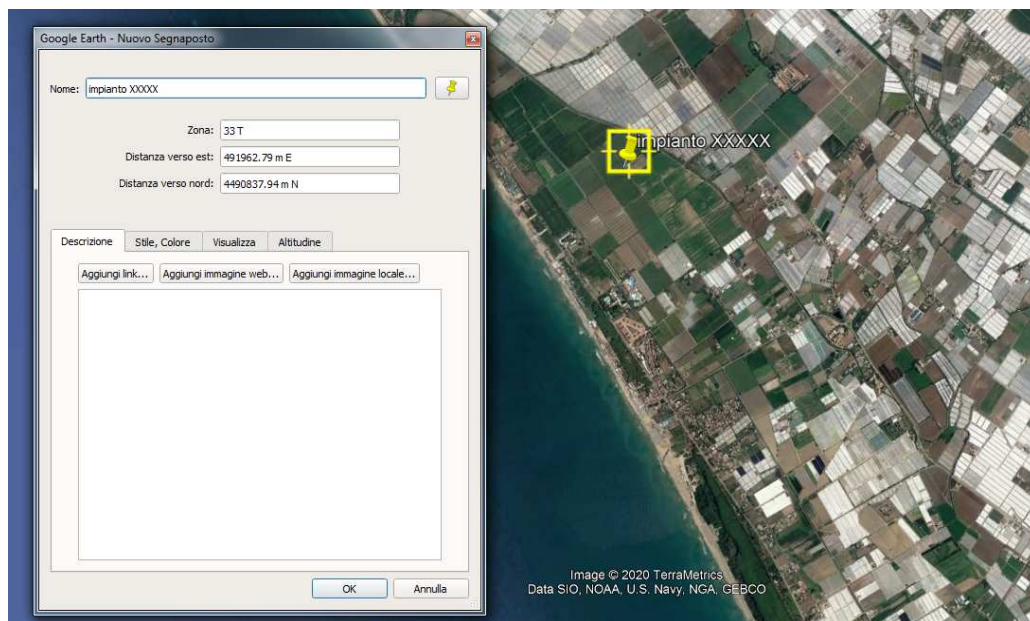 Google Earth - Nuovo Segnaposto
Nome: impianto XXXXX
Zona: 33 T
Distanza verso est: 491962.79 m E
Distanza verso nord: 4490837.94 m N
Descrizione Stile, Colore Visualizza Altitudine
Aggiungi link... Aggiungi immagine web... Aggiungi immagine locale...
OK Annulla
impianto XXXXX
Image © 2020 TerraMetrics
Data SIO, NOAA, U.S. Navy, NGA, GEBCO